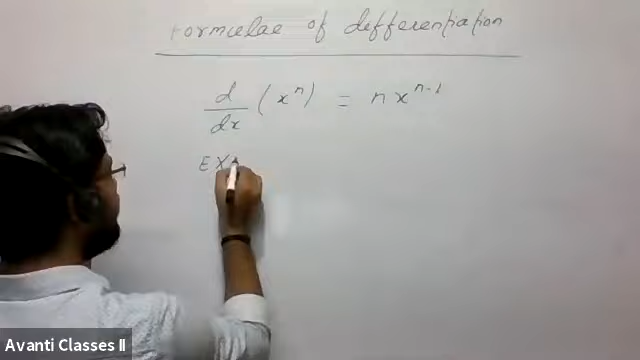 Formulae of differentiation
d/dx (x^n) = n x^{n-1}
EX
Avanti Classes II